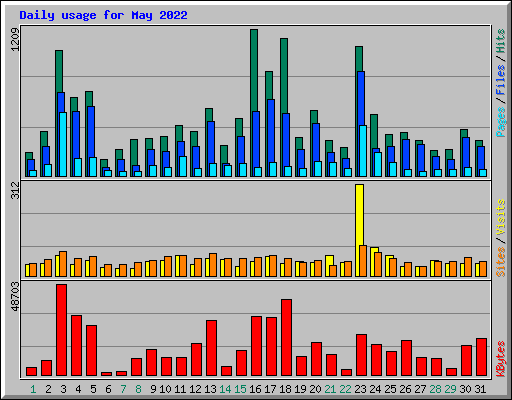 Daily usage for May 2022
1209
Pages / Files / Hits
312
Sites / Visits
48703
KBytes
1 2 3 4 5 6 7 8 9 10 11 12 13 14 15 16 17 18 19 20 21 22 23 24 25 26 27 28 29 30 31